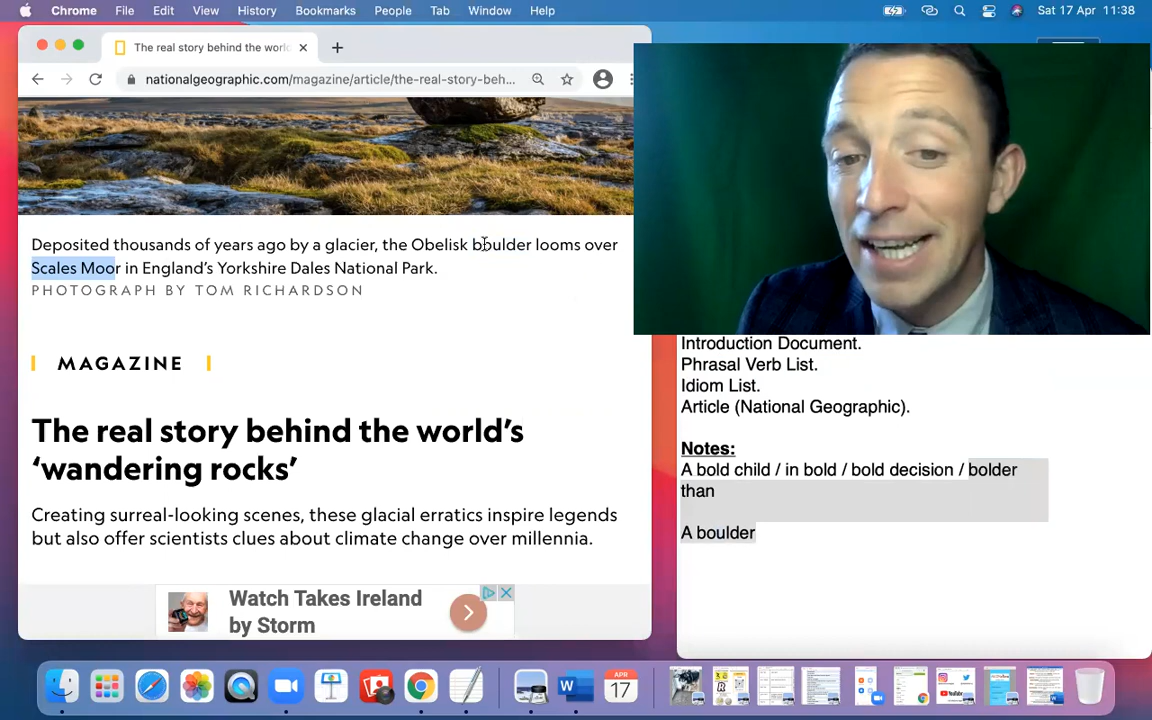 Chrome File Edit View History Bookmarks People Tab Window Help Sat 17 Apr 11:38
The real story behind the worl
nationalgeographic.com/magazine/article/the-real-story-beh...
Deposited thousands of years ago by a glacier, the Obelisk boulder looms over
Scales Moor in England’s Yorkshire Dales National Park.
PHOTOGRAPH BY TOM RICHARDSON
MAGAZINE
The real story behind the world’s
‘wandering rocks’
Creating surreal-looking scenes, these glacial erratics inspire legends
but also offer scientists clues about climate change over millennia.
Watch Takes Ireland
by Storm
Introduction Document.
Phrasal Verb List.
Idiom List.
Article (National Geographic).
Notes:
A bold child / in bold / bold decision / bolder
than
A boulder
APR
17